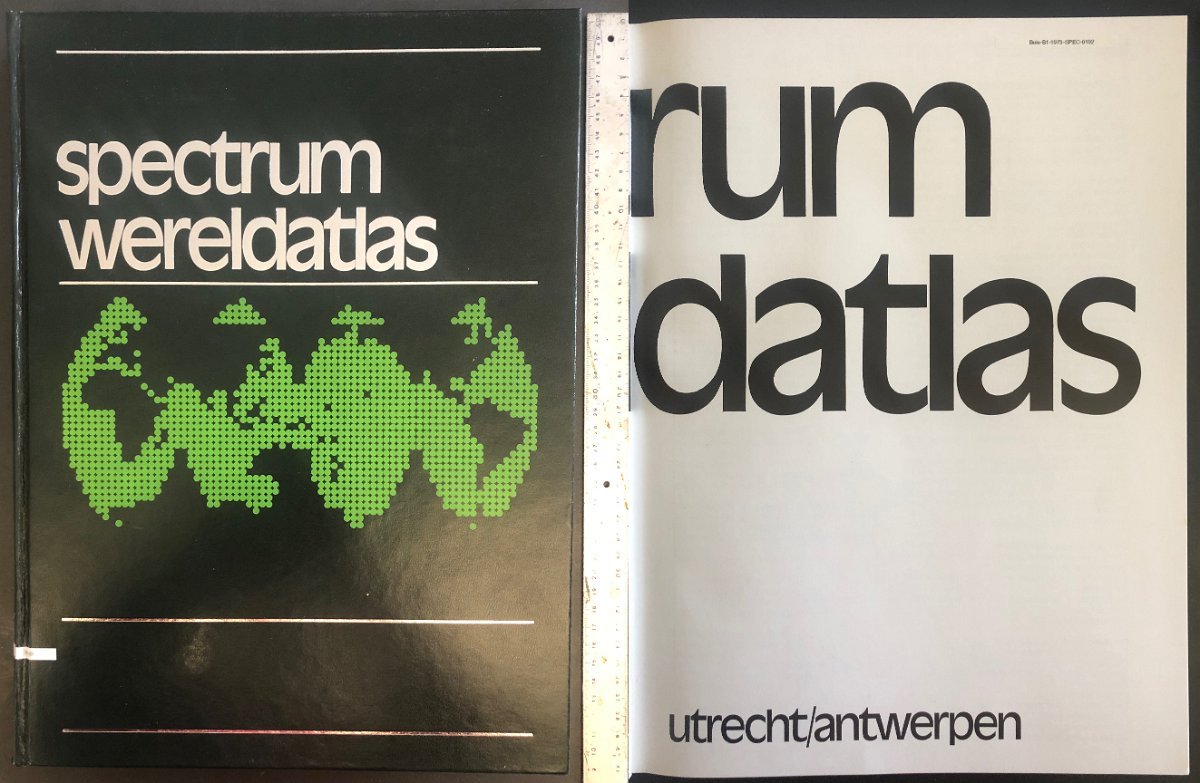 spectrum
wereldatlas
rum
datlas
utrecht/antwerpen